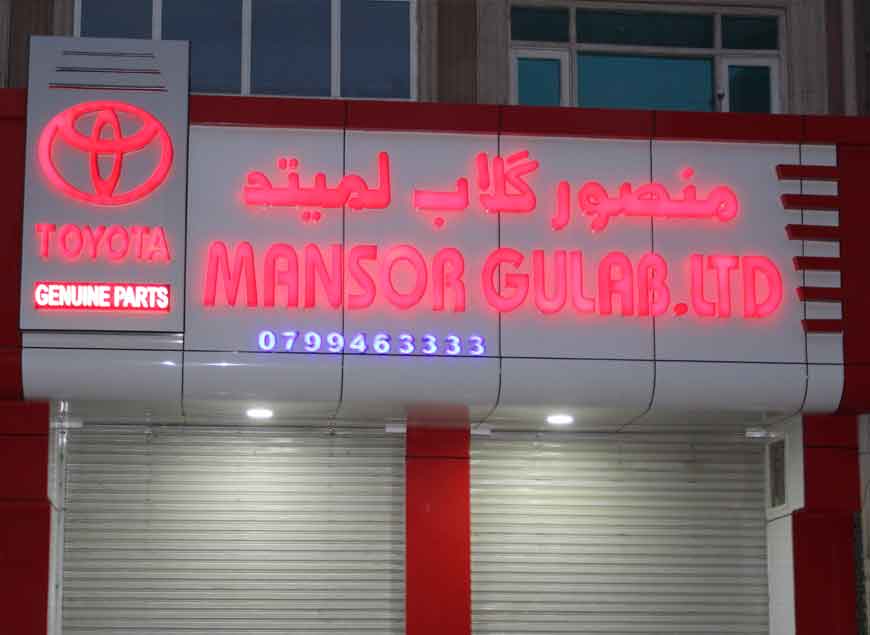 TOYOTA
GENUINE PARTS
منصور گلاب لمیتد
MANSOR GULAB,LTD
0799463333